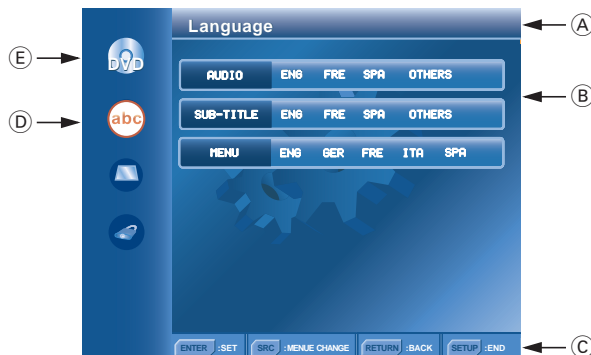 Language
Ⓐ
Ⓔ
DVD
AUDIO ENG FRE SPA OTHERS
Ⓑ
Ⓓ
abc
SUB-TITLE ENG FRE SPA OTHERS
MENU ENG GER FRE ITA SPA
ENTER :SET SRC :MENUE CHANGE RETURN :BACK SETUP :END
Ⓒ